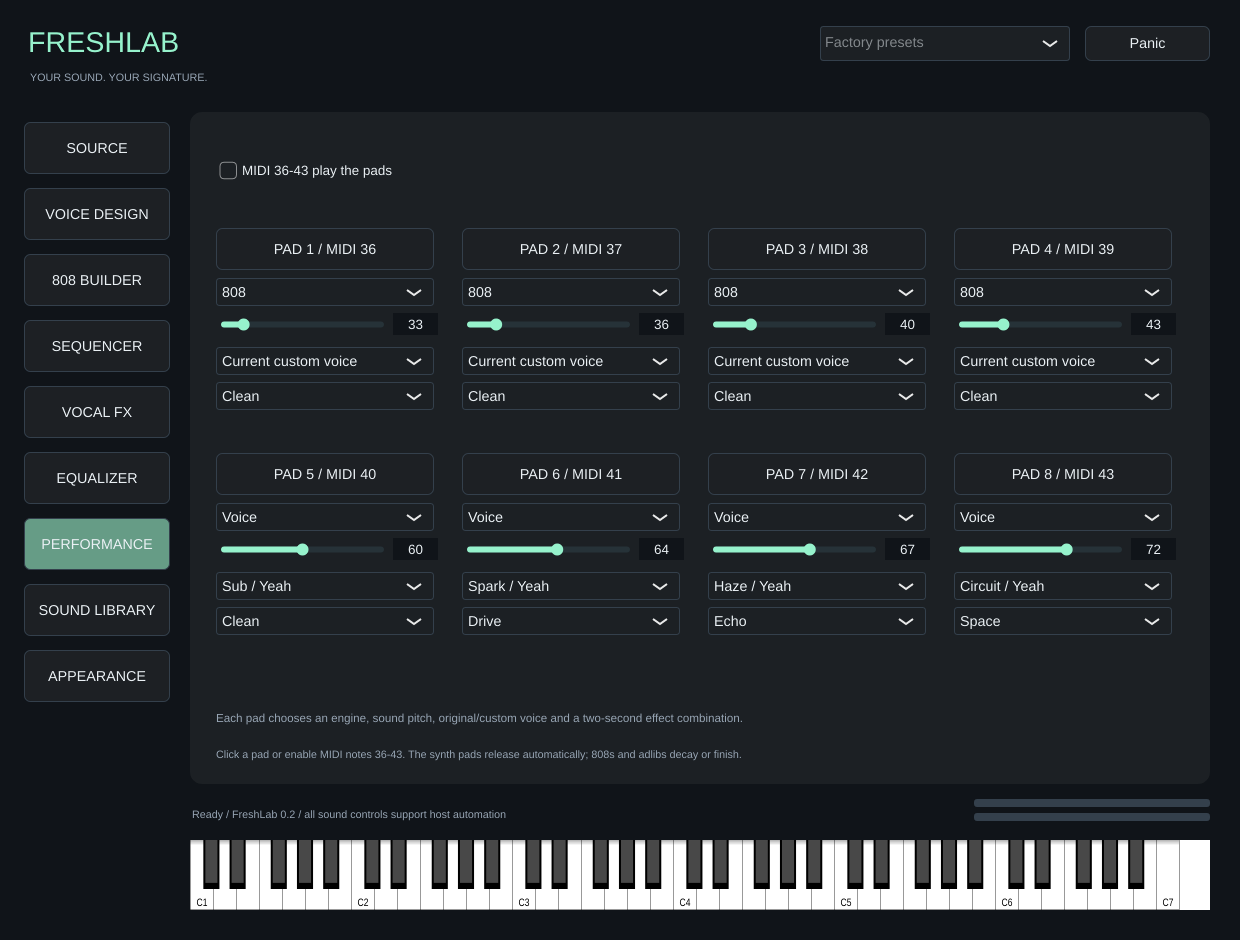 FRESHLAB
YOUR SOUND. YOUR SIGNATURE.
Factory presets
Panic
SOURCE
VOICE DESIGN
808 BUILDER
SEQUENCER
VOCAL FX
EQUALIZER
PERFORMANCE
SOUND LIBRARY
APPEARANCE
MIDI 36-43 play the pads
PAD 1 / MIDI 36
PAD 2 / MIDI 37
PAD 3 / MIDI 38
PAD 4 / MIDI 39
808
808
808
808
33
36
40
43
Current custom voice
Current custom voice
Current custom voice
Current custom voice
Clean
Clean
Clean
Clean
PAD 5 / MIDI 40
PAD 6 / MIDI 41
PAD 7 / MIDI 42
PAD 8 / MIDI 43
Voice
Voice
Voice
Voice
60
64
67
72
Sub / Yeah
Spark / Yeah
Haze / Yeah
Circuit / Yeah
Clean
Drive
Echo
Space
Each pad chooses an engine, sound pitch, original/custom voice and a two-second effect combination.
Click a pad or enable MIDI notes 36-43. The synth pads release automatically; 808s and adlibs decay or finish.
Ready / FreshLab 0.2 / all sound controls support host automation
C1
C2
C3
C4
C5
C6
C7